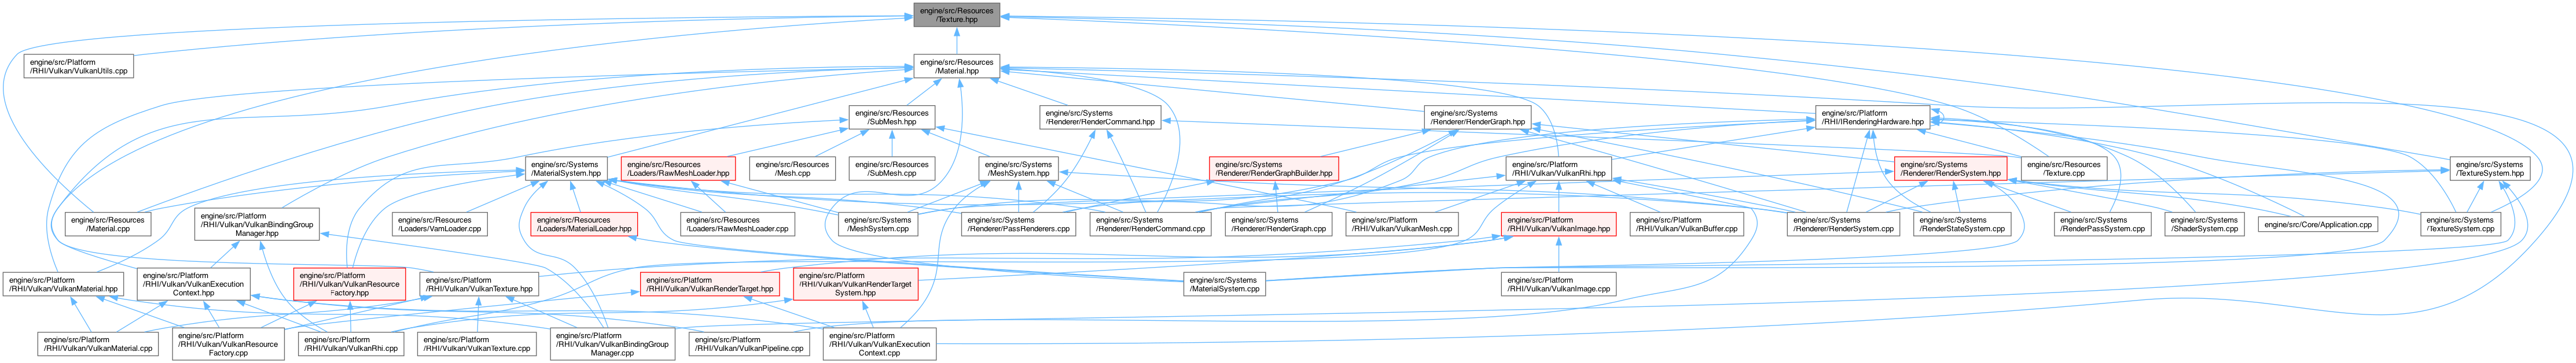 engine/src/Resources
/Texture.hpp
engine/src/Platform
/RHI/Vulkan/VulkanUtils.cpp
engine/src/Resources
/Material.hpp
engine/src/Resources
/SubMesh.hpp
engine/src/Systems
/Renderer/RenderCommand.hpp
engine/src/Systems
/Renderer/RenderGraph.hpp
engine/src/Platform
/RHI/IRenderingHardware.hpp
engine/src/Systems
/MaterialSystem.hpp
engine/src/Resources
/Loaders/RawMeshLoader.hpp
engine/src/Resources
/Mesh.cpp
engine/src/Resources
/SubMesh.cpp
engine/src/Systems
/MeshSystem.hpp
engine/src/Systems
/Renderer/RenderGraphBuilder.hpp
engine/src/Platform
/RHI/Vulkan/VulkanRhi.hpp
engine/src/Systems
/Renderer/RenderSystem.hpp
engine/src/Resources
/Texture.cpp
engine/src/Systems
/TextureSystem.hpp
engine/src/Resources
/Material.cpp
engine/src/Platform
/RHI/Vulkan/VulkanBindingGroup
Manager.hpp
engine/src/Resources
/Loaders/VamLoader.cpp
engine/src/Resources
/Loaders/MaterialLoader.hpp
engine/src/Resources
/Loaders/RawMeshLoader.cpp
engine/src/Systems
/MeshSystem.cpp
engine/src/Systems
/Renderer/PassRenderers.cpp
engine/src/Systems
/Renderer/RenderCommand.cpp
engine/src/Systems
/Renderer/RenderGraph.cpp
engine/src/Platform
/RHI/Vulkan/VulkanMesh.cpp
engine/src/Platform
/RHI/Vulkan/VulkanImage.hpp
engine/src/Platform
/RHI/Vulkan/VulkanBuffer.cpp
engine/src/Systems
/Renderer/RenderSystem.cpp
engine/src/Systems
/RenderStateSystem.cpp
engine/src/Systems
/RenderPassSystem.cpp
engine/src/Systems
/ShaderSystem.cpp
engine/src/Core/Application.cpp
engine/src/Systems
/TextureSystem.cpp
engine/src/Platform
/RHI/Vulkan/VulkanMaterial.hpp
engine/src/Platform
/RHI/Vulkan/VulkanExecution
Context.hpp
engine/src/Platform
/RHI/Vulkan/VulkanResource
Factory.hpp
engine/src/Platform
/RHI/Vulkan/VulkanTexture.hpp
engine/src/Platform
/RHI/Vulkan/VulkanRenderTarget.hpp
engine/src/Platform
/RHI/Vulkan/VulkanRenderTarget
System.hpp
engine/src/Systems
/MaterialSystem.cpp
engine/src/Platform
/RHI/Vulkan/VulkanImage.cpp
engine/src/Platform
/RHI/Vulkan/VulkanMaterial.cpp
engine/src/Platform
/RHI/Vulkan/VulkanResource
Factory.cpp
engine/src/Platform
/RHI/Vulkan/VulkanRhi.cpp
engine/src/Platform
/RHI/Vulkan/VulkanTexture.cpp
engine/src/Platform
/RHI/Vulkan/VulkanBindingGroup
Manager.cpp
engine/src/Platform
/RHI/Vulkan/VulkanPipeline.cpp
engine/src/Platform
/RHI/Vulkan/VulkanExecution
Context.cpp